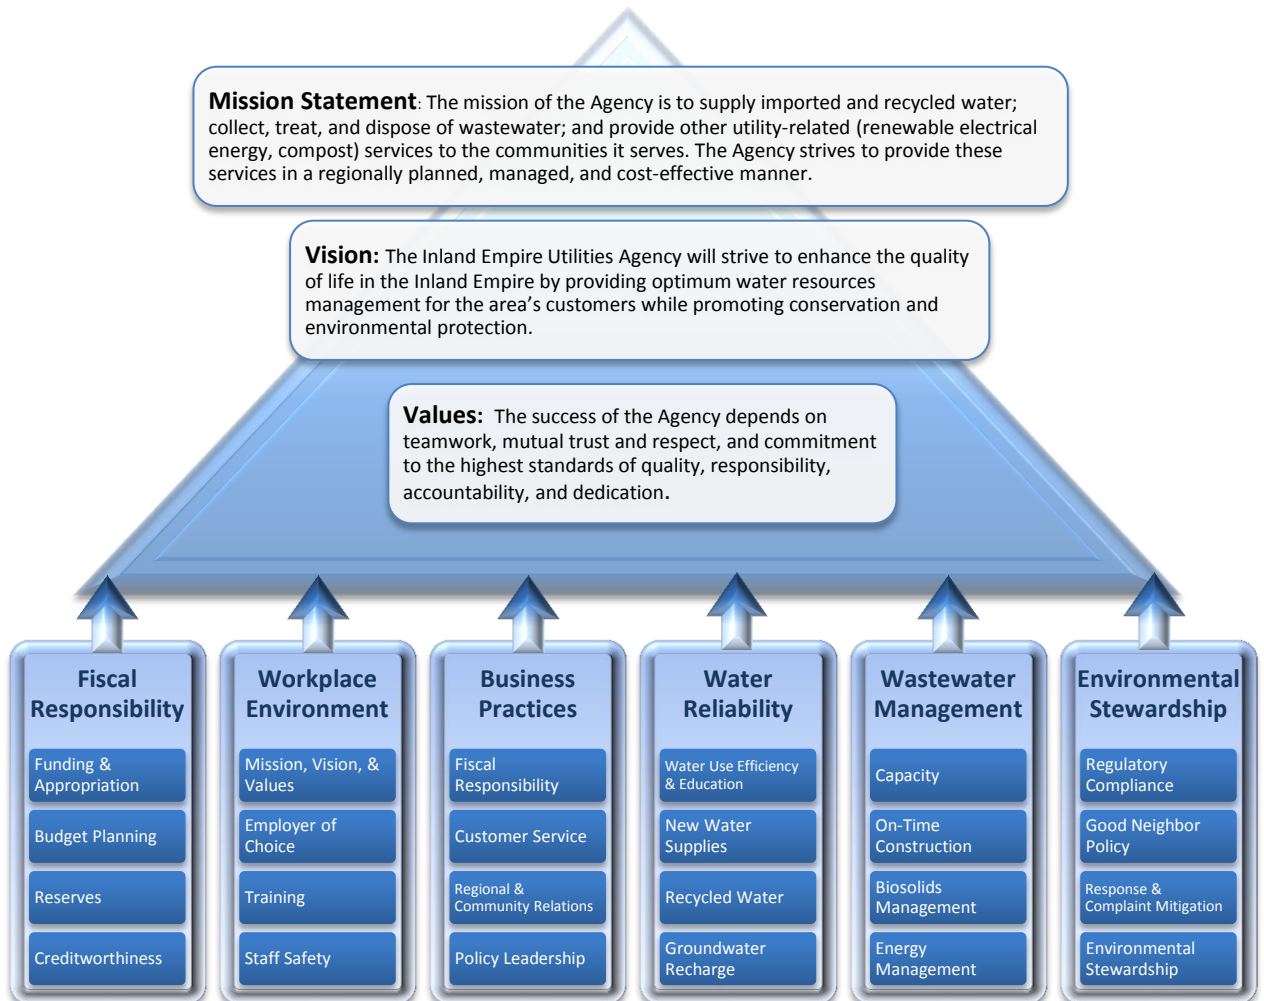 Mission Statement: The mission of the Agency is to supply imported and recycled water;
collect, treat, and dispose of wastewater; and provide other utility-related (renewable electrical
energy, compost) services to the communities it serves. The Agency strives to provide these
services in a regionally planned, managed, and cost-effective manner.
Vision: The Inland Empire Utilities Agency will strive to enhance the quality
of life in the Inland Empire by providing optimum water resources
management for the area’s customers while promoting conservation and
environmental protection.
Values: The success of the Agency depends on
teamwork, mutual trust and respect, and commitment
to the highest standards of quality, responsibility,
accountability, and dedication.
Fiscal
Responsibility
Funding &
Appropriation
Budget Planning
Reserves
Creditworthiness
Workplace
Environment
Mission, Vision, &
Values
Employer of
Choice
Training
Staff Safety
Business
Practices
Fiscal
Responsibility
Customer Service
Regional &
Community Relations
Policy Leadership
Water
Reliability
Water Use Efficiency
& Education
New Water
Supplies
Recycled Water
Groundwater
Recharge
Wastewater
Management
Capacity
On-Time
Construction
Biosolids
Management
Energy
Management
Environmental
Stewardship
Regulatory
Compliance
Good Neighbor
Policy
Response &
Complaint Mitigation
Environmental
Stewardship